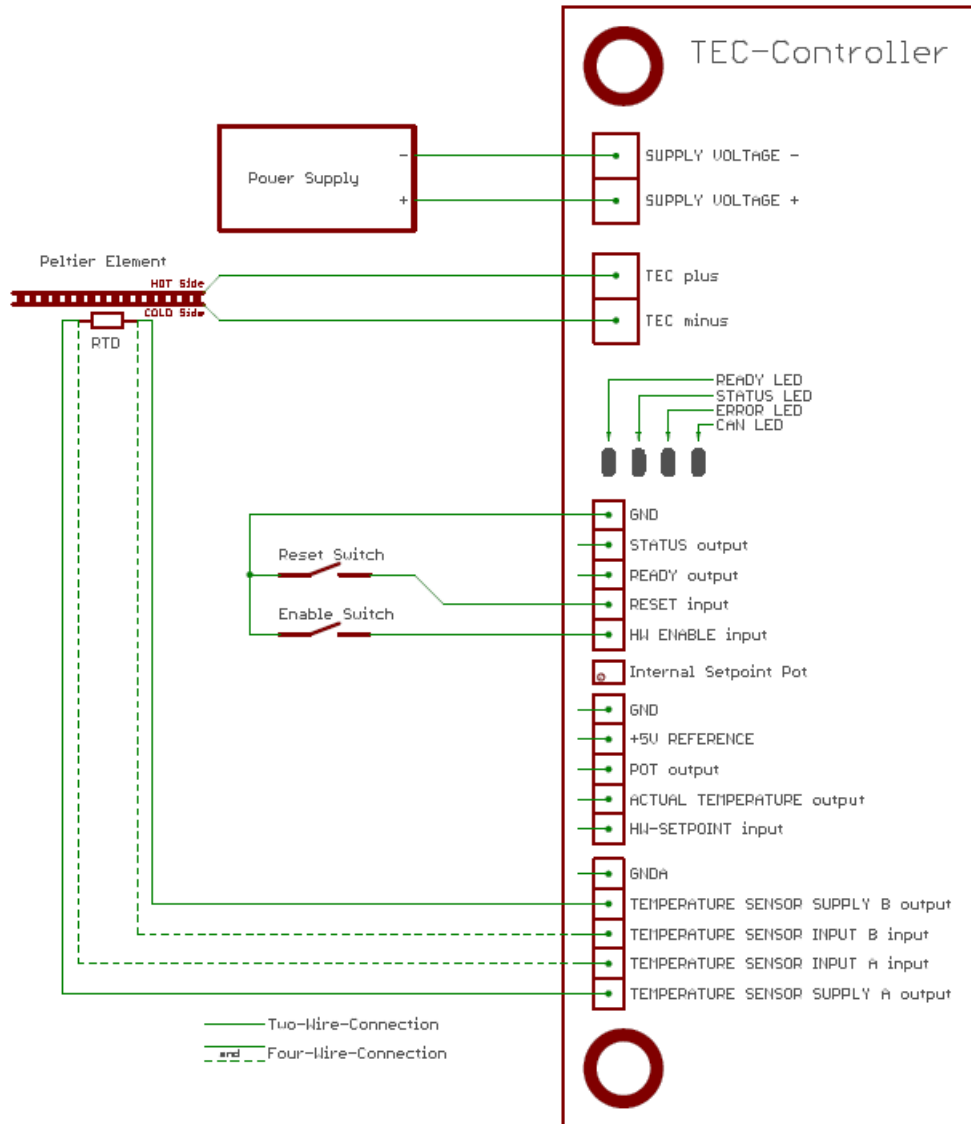 TEC-Controller
Power Supply
-
+
SUPPLY VOLTAGE -
SUPPLY VOLTAGE +
Peltier Element
HOT Side
COLD Side
RTD
TEC plus
TEC minus
READY LED
STATUS LED
ERROR LED
CAN LED
GND
STATUS output
READY output
RESET input
HW ENABLE input
Reset Switch
Enable Switch
Internal Setpoint Pot
GND
+5V REFERENCE
POT output
ACTUAL TEMPERATURE output
HW-SETPOINT input
GNDA
TEMPERATURE SENSOR SUPPLY B output
TEMPERATURE SENSOR INPUT B input
TEMPERATURE SENSOR INPUT A input
TEMPERATURE SENSOR SUPPLY A output
Two-Wire-Connection
and Four-Wire-Connection